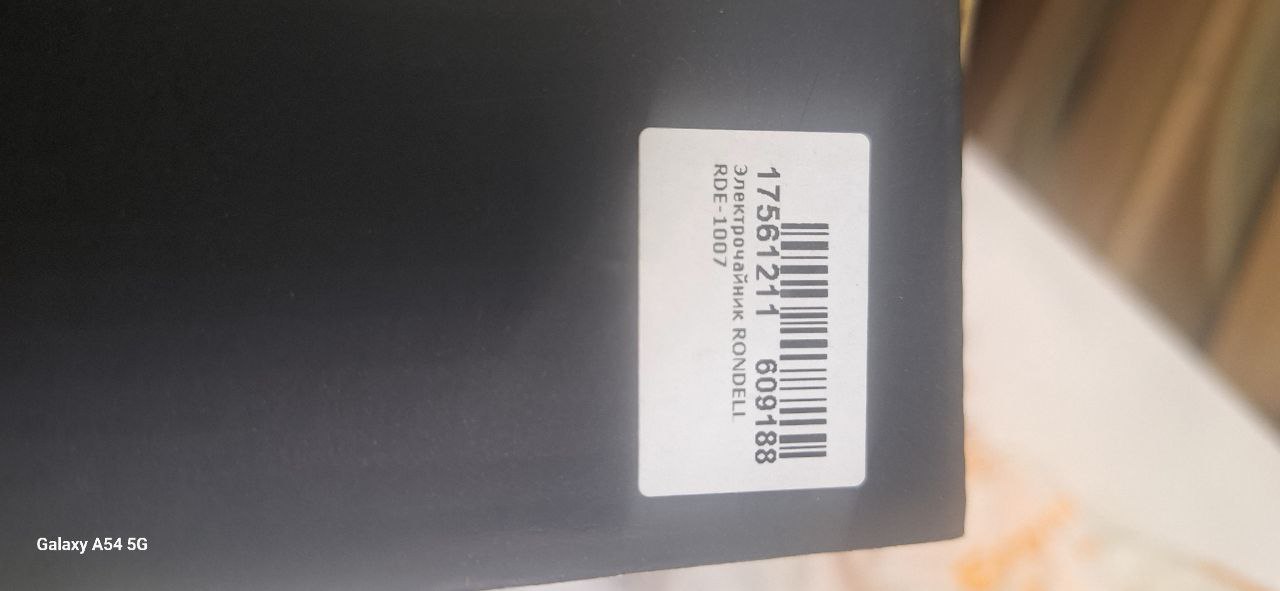 17561211 609188
Электрочайник RONDELL
RDE-1007
Galaxy A54 5G